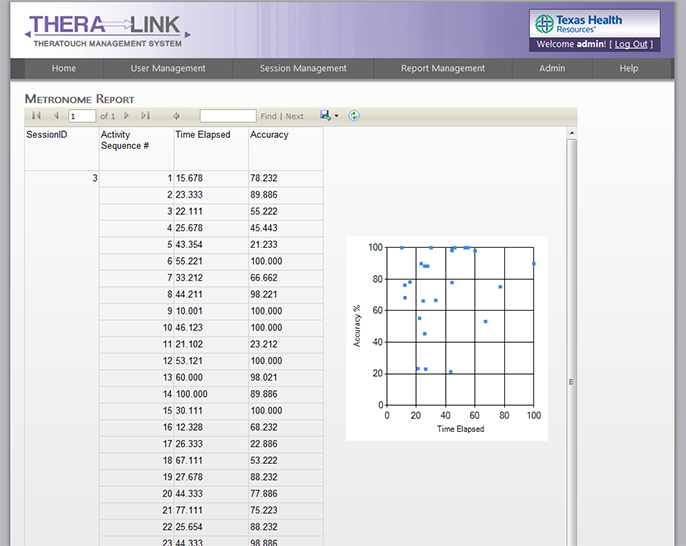 THERA LINK
THERATOUCH MANAGEMENT SYSTEM
Texas Health
Resources
Welcome admin! [ Log Out ]
Home User Management Session Management Report Management Admin Help
METRONOME REPORT
1 of 1 Find | Next
SessionID Activity Sequence # Time Elapsed Accuracy
3 1 15.678 78.232
2 23.333 89.886
3 22.111 55.222
4 25.678 45.443
5 43.354 21.233
6 55.221 100.000
7 33.212 66.662
8 44.211 98.221
9 10.001 100.000
10 46.123 100.000
11 21.102 23.212
12 53.121 100.000
13 60.000 98.021
14 100.000 89.886
15 30.111 100.000
16 12.328 68.232
17 26.333 22.886
18 67.111 53.222
19 27.678 88.232
20 44.333 77.886
21 77.111 75.223
22 25.654 88.232
23 44.333 98.886
Accuracy %
100
80
60
40
20
0
0 20 40 60 80 100
Time Elapsed